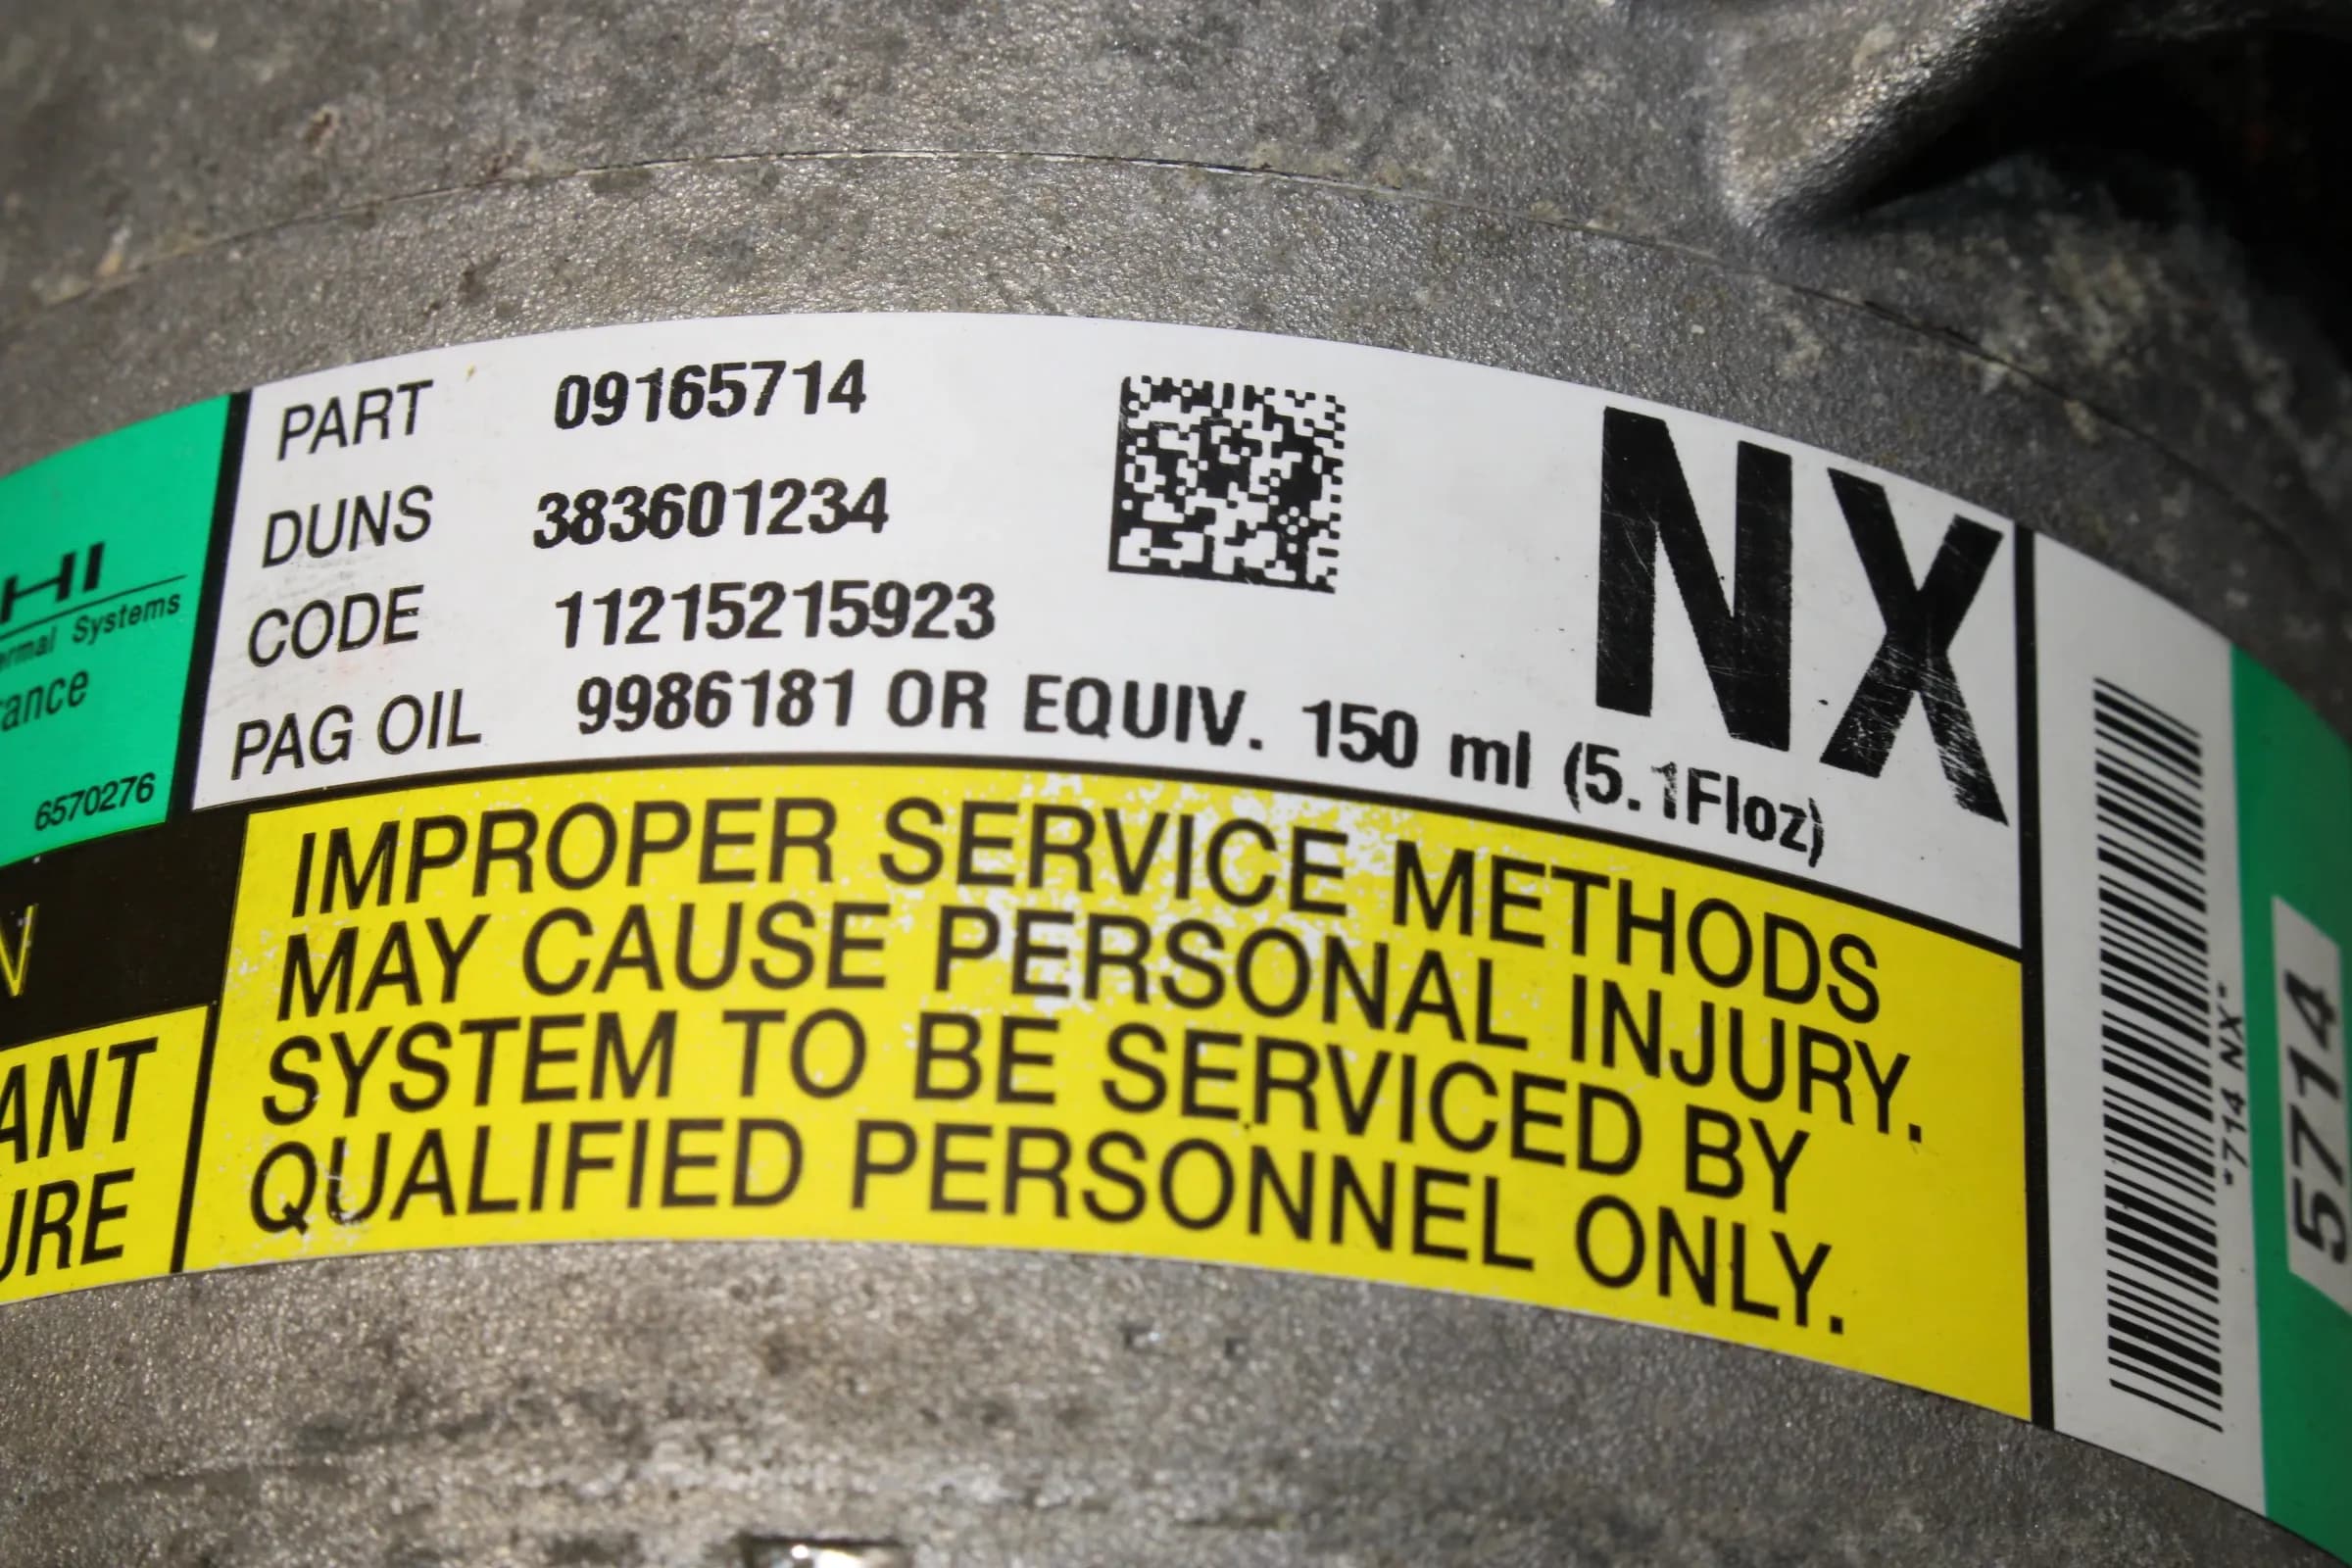 HI
ermal Systems
ance
6570276
PART 09165714
DUNS 383601234
CODE 11215215923
PAG OIL 9986181 OR EQUIV. 150 ml (5.1Floz)
NX
ANT
URE
IMPROPER SERVICE METHODS
MAY CAUSE PERSONAL INJURY.
SYSTEM TO BE SERVICED BY
QUALIFIED PERSONNEL ONLY.
*714 NX*
5714